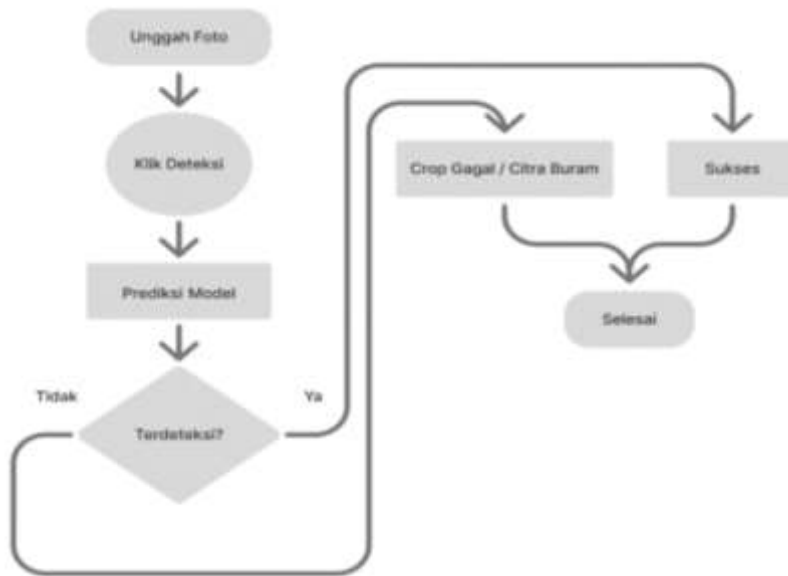 Unggah Foto
Klik Deteksi
Prediksi Model
Tidak
Ya
Terdeteksi?
Crop Gagal / Citra Buram
Sukses
Selesai